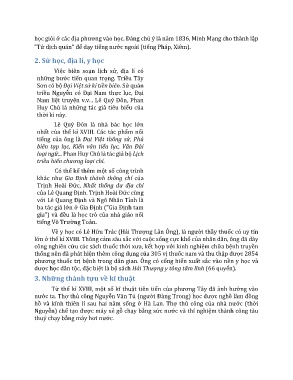 học giỏi ở các địa phương vào học. Đáng chú ý là năm 1836, Minh Mạng cho thành lập
"Tứ dịch quán" để dạy tiếng nước ngoài (tiếng Pháp, Xiêm).
2. Sử học, địa lí, y học
Việc biên soạn lịch sử, địa lí có
những bước tiến quan trọng. Triều Tây
Sơn có bộ Đại Việt sử kí tiền biên. Sử quán
triều Nguyễn có Đại Nam thực lục, Đại
Nam liệt truyện v.v... Lê Quý Đôn, Phan
Huy Chú là những tác giả tiêu biểu của
thời kì này.
Lê Quý Đôn là nhà bác học lớn
nhất của thế kỉ XVIII. Các tác phẩm nổi
tiếng của ông là Đại Việt thông sử, Phủ
biên tạp lục, Kiến văn tiểu lục, Vân Đài
loại ngữ... Phan Huy Chú là tác giả bộ Lịch
triều hiến chương loại chí.
Có thể kể thêm một số công trình
khác như Gia Định thành thông chí của
Trịnh Hoài Đức, Nhất thống dư địa chí
của Lê Quang Định. Trịnh Hoài Đức cùng
với Lê Quang Định và Ngô Nhân Tĩnh là
ba tác giả lớn ở Gia Định ("Gia Định tam
gia") và đều là học trò của nhà giáo nổi
tiếng Võ Trường Toản.
Về y học có Lê Hữu Trác (Hải Thượng Lãn Ông), là người thầy thuốc có uy tín
lớn ở thế kỉ XVIII. Thông cảm sâu sắc với cuộc sống cực khổ của nhân dân, ông đã dày
công nghiên cứu các sách thuốc thời xưa, kết hợp với kinh nghiệm chữa bệnh truyền
thống nên đã phát hiện thêm công dụng của 305 vị thuốc nam và thu thập được 2854
phương thuốc trị bệnh trong dân gian. Ông có cống hiến xuất sắc vào nền y học và
dược học dân tộc, đặc biệt là bộ sách Hải Thượng y tông tâm lĩnh (66 quyển).
3. Những thành tựu về kĩ thuật
Từ thế kỉ XVIII, một số kĩ thuật tiên tiến của phương Tây đã ảnh hưởng vào
nước ta. Thợ thủ công Nguyễn Văn Tú (người Đàng Trong) học được nghề làm đồng
hồ và kính thiên lí sau hai năm sống ở Hà Lan. Thợ thủ công của nhà nước (thời
Nguyễn) chế tạo được máy xẻ gỗ chạy bằng sức nước và thí nghiệm thành công tàu
thuỷ chạy bằng máy hơi nước.